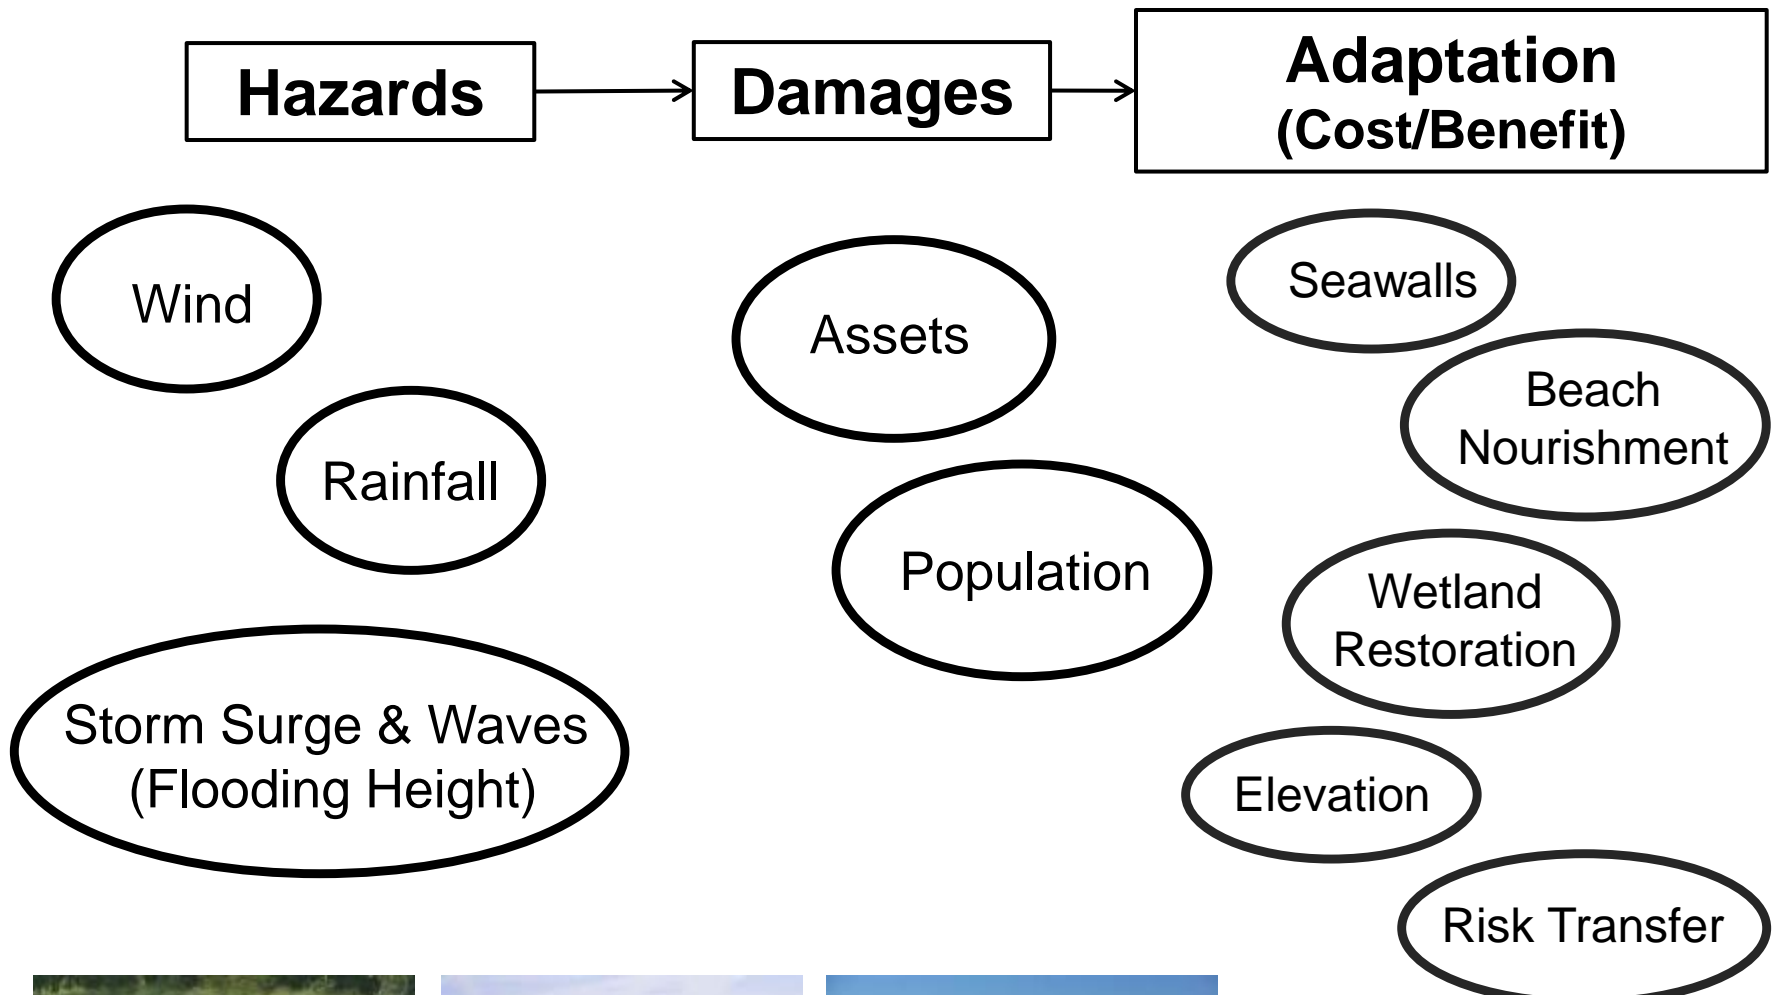 Hazards
Damages
Adaptation
(Cost/Benefit)
Wind
Rainfall
Storm Surge & Waves
(Flooding Height)
Assets
Population
Seawalls
Beach
Nourishment
Wetland
Restoration
Elevation
Risk Transfer